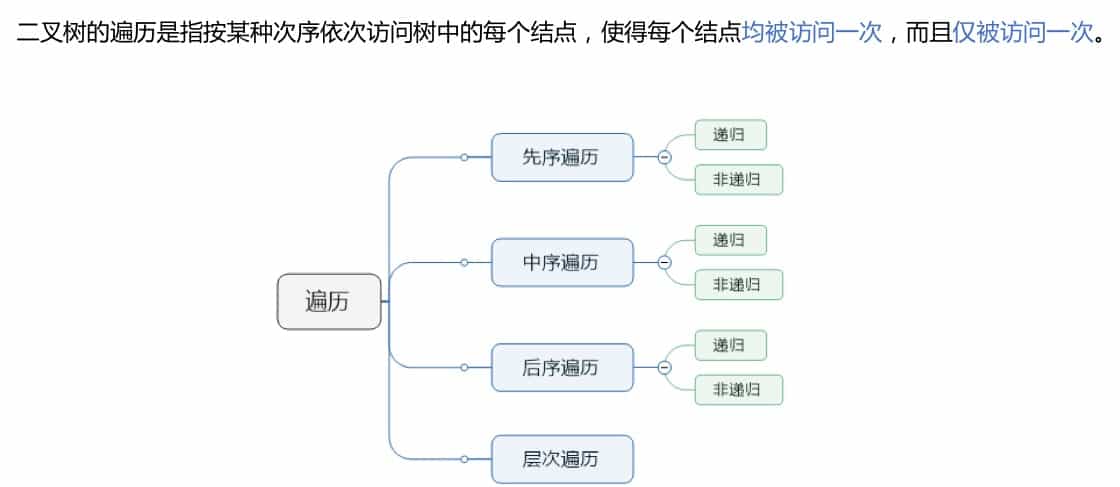 二叉树的遍历是指按某种次序依次访问树中的每个结点，使得每个结点均被访问一次，而且仅被访问一次。
遍历
先序遍历
递归
非递归
中序遍历
递归
非递归
后序遍历
递归
非递归
层次遍历